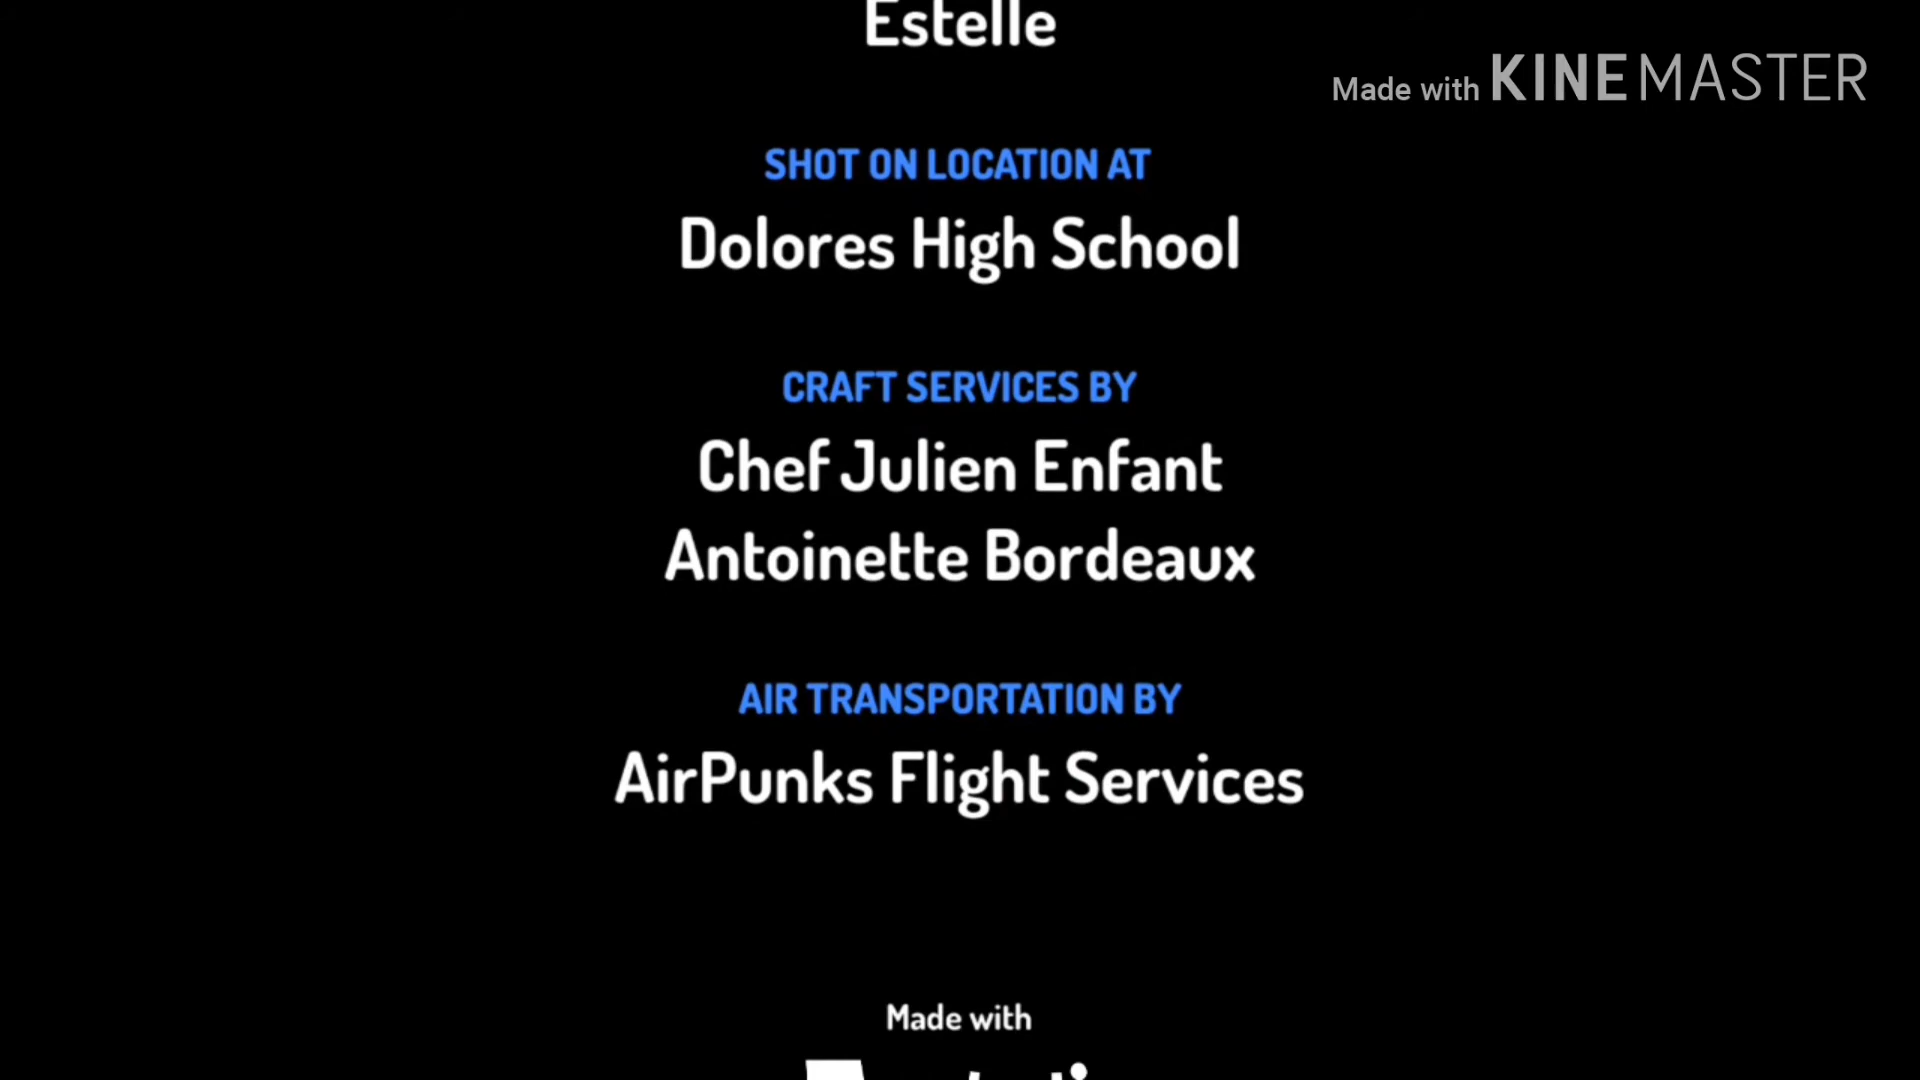 Estelle
Made with KINEMASTER
SHOT ON LOCATION AT
Dolores High School
CRAFT SERVICES BY
Chef Julien Enfant
Antoinette Bordeaux
AIR TRANSPORTATION BY
AirPunks Flight Services
Made with